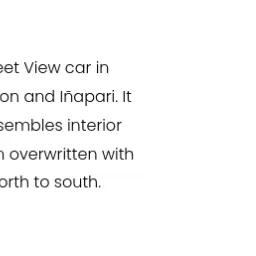 eet View car in
on and Iñapari. It
sembles interior
n overwritten with
orth to south.